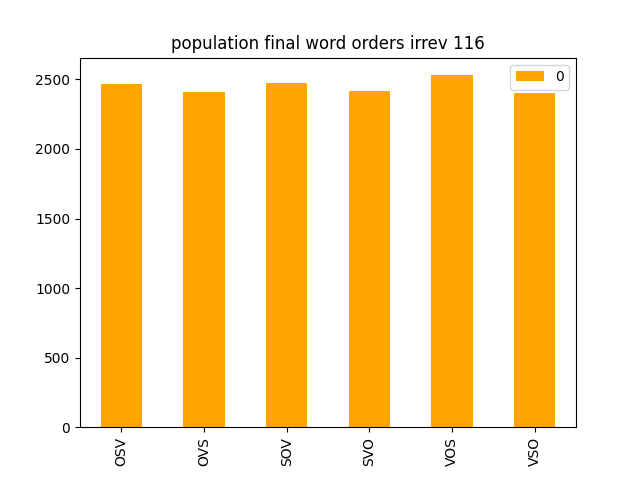 population final word orders irrev 116
0
2500
2000
1500
1000
500
0
OSV
OVS
SOV
SVO
VOS
VSO